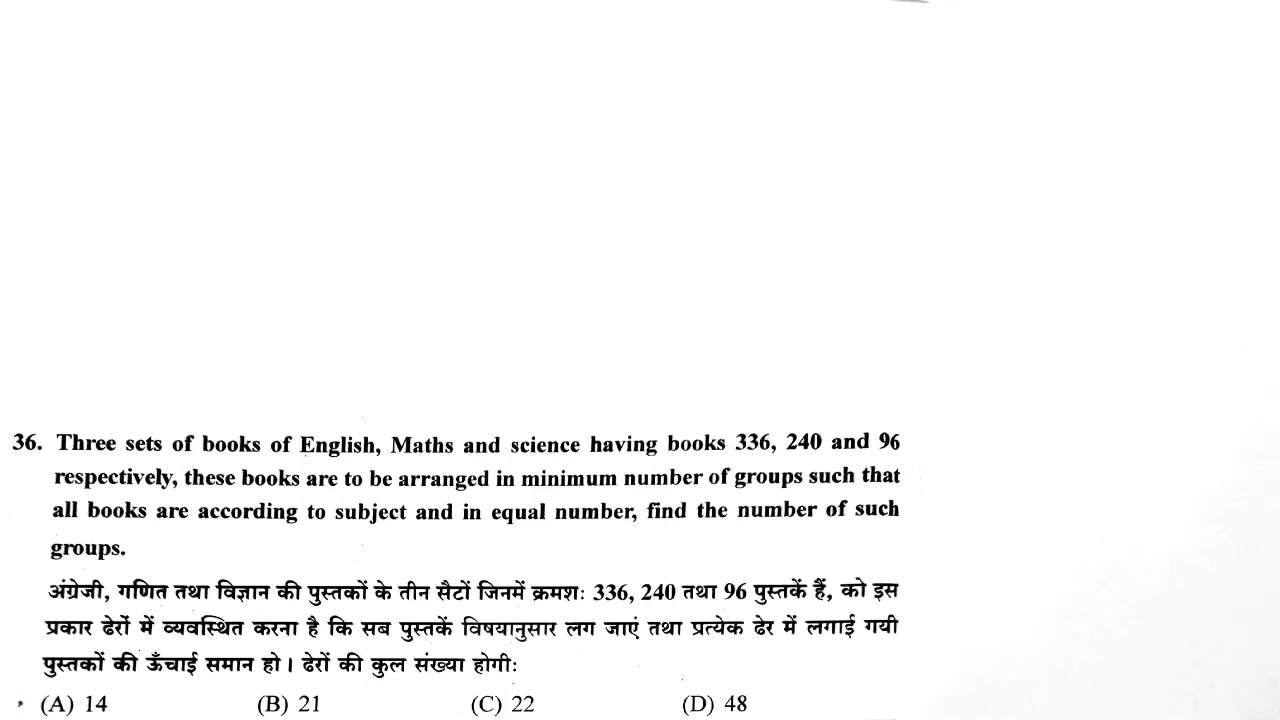 36. Three sets of books of English, Maths and science having books 336, 240 and 96
respectively, these books are to be arranged in minimum number of groups such that
all books are according to subject and in equal number, find the number of such
groups.
अंग्रेजी, गणित तथा विज्ञान की पुस्तकों के तीन सैटों जिनमें क्रमशः 336, 240 तथा 96 पुस्तकें हैं, को इस
प्रकार ढेरों में व्यवस्थित करना है कि सब पुस्तकें विषयानुसार लग जाएं तथा प्रत्येक ढेर में लगाई गयी
पुस्तकों की ऊँचाई समान हो। ढेरों की कुल संख्या होगी:
(A) 14 (B) 21 (C) 22 (D) 48